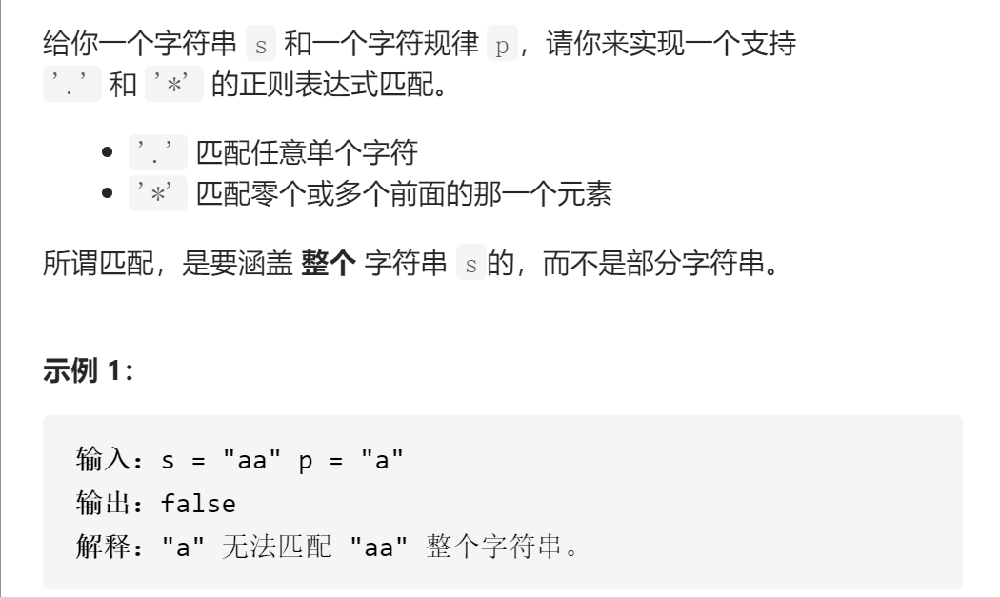 给你一个字符串 s 和一个字符规律 p，请你来实现一个支持
'.' 和 '*' 的正则表达式匹配。
• '.' 匹配任意单个字符
• '*' 匹配零个或多个前面的那一个元素
所谓匹配，是要涵盖 整个 字符串 s的，而不是部分字符串。
示例 1：
输入：s = "aa" p = "a"
输出：false
解释："a" 无法匹配 "aa" 整个字符串。